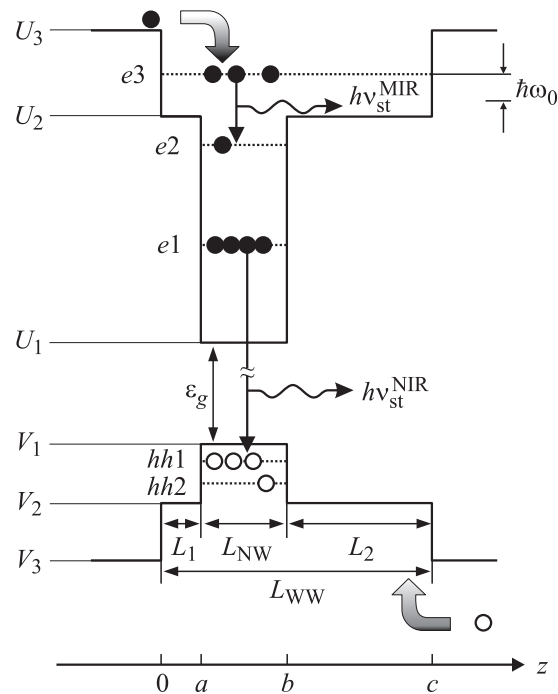 U₃
e3
hν_st^MIR
ħω₀
U₂
e2
e1
U₁
ε_g
hν_st^NIR
V₁
hh1
hh2
V₂
L₁ L_NW L₂
V₃
L_WW
0 a b c z